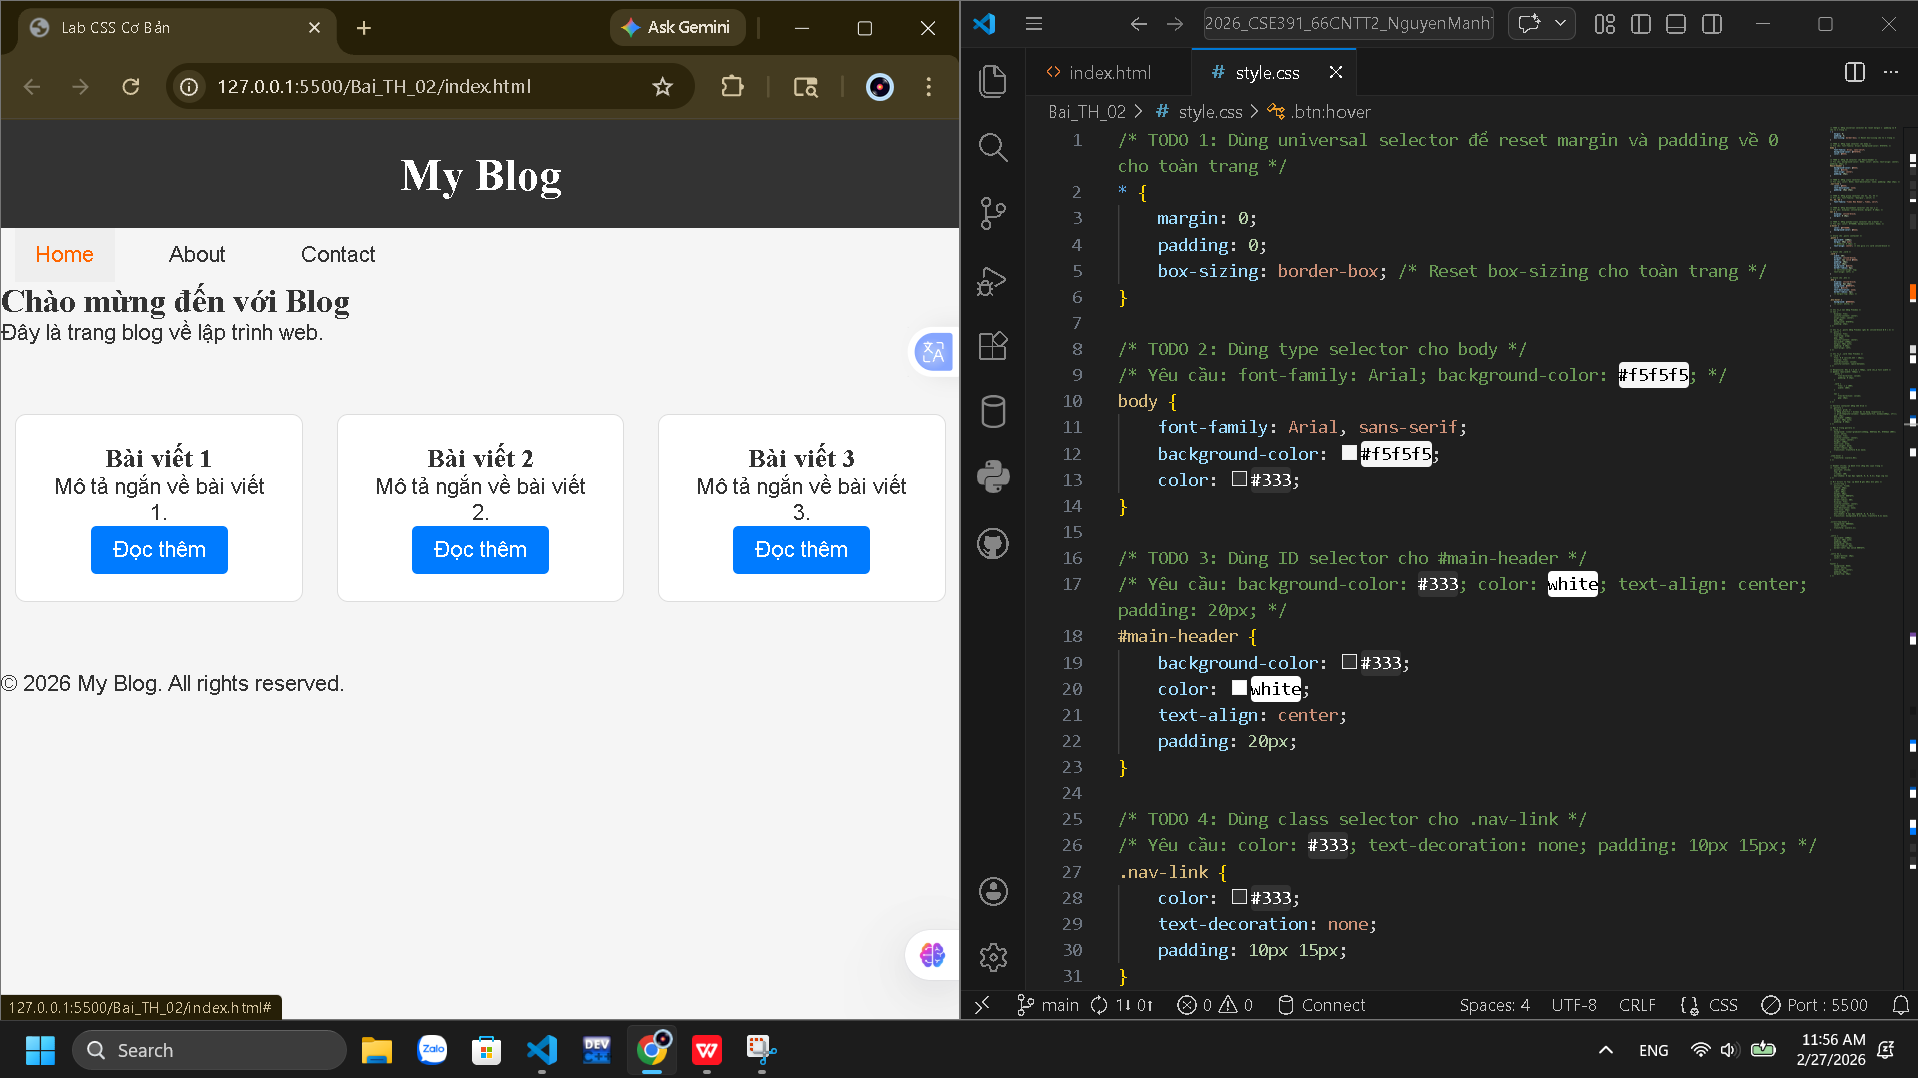 Lab CSS Cơ Bản
Ask Gemini
127.0.0.1:5500/Bai_TH_02/index.html
My Blog
Home About Contact
Chào mừng đến với Blog
Đây là trang blog về lập trình web.
Bài viết 1
Mô tả ngắn về bài viết
1.
Đọc thêm
Bài viết 2
Mô tả ngắn về bài viết
2.
Đọc thêm
Bài viết 3
Mô tả ngắn về bài viết
3.
Đọc thêm
© 2026 My Blog. All rights reserved.
127.0.0.1:5500/Bai_TH_02/index.html#
2026_CSE391_66CNTT2_NguyenManh
index.html
# style.css
Bai_TH_02 > # style.css > .btn:hover
1 /* TODO 1: Dùng universal selector để reset margin và padding về 0
cho toàn trang */
2 * {
3 margin: 0;
4 padding: 0;
5 box-sizing: border-box; /* Reset box-sizing cho toàn trang */
6 }
7
8 /* TODO 2: Dùng type selector cho body */
9 /* Yêu cầu: font-family: Arial; background-color: #f5f5f5; */
10 body {
11 font-family: Arial, sans-serif;
12 background-color: #f5f5f5;
13 color: #333;
14 }
15
16 /* TODO 3: Dùng ID selector cho #main-header */
17 /* Yêu cầu: background-color: #333; color: white; text-align: center;
padding: 20px; */
18 #main-header {
19 background-color: #333;
20 color: white;
21 text-align: center;
22 padding: 20px;
23 }
24
25 /* TODO 4: Dùng class selector cho .nav-link */
26 /* Yêu cầu: color: #333; text-decoration: none; padding: 10px 15px; */
27 .nav-link {
28 color: #333;
29 text-decoration: none;
30 padding: 10px 15px;
31 }
main 1↓ 0↑ 0 0 Connect Spaces: 4 UTF-8 CRLF {} CSS Port : 5500
Search
Zalo
DEV
ENG
11:56 AM
2/27/2026